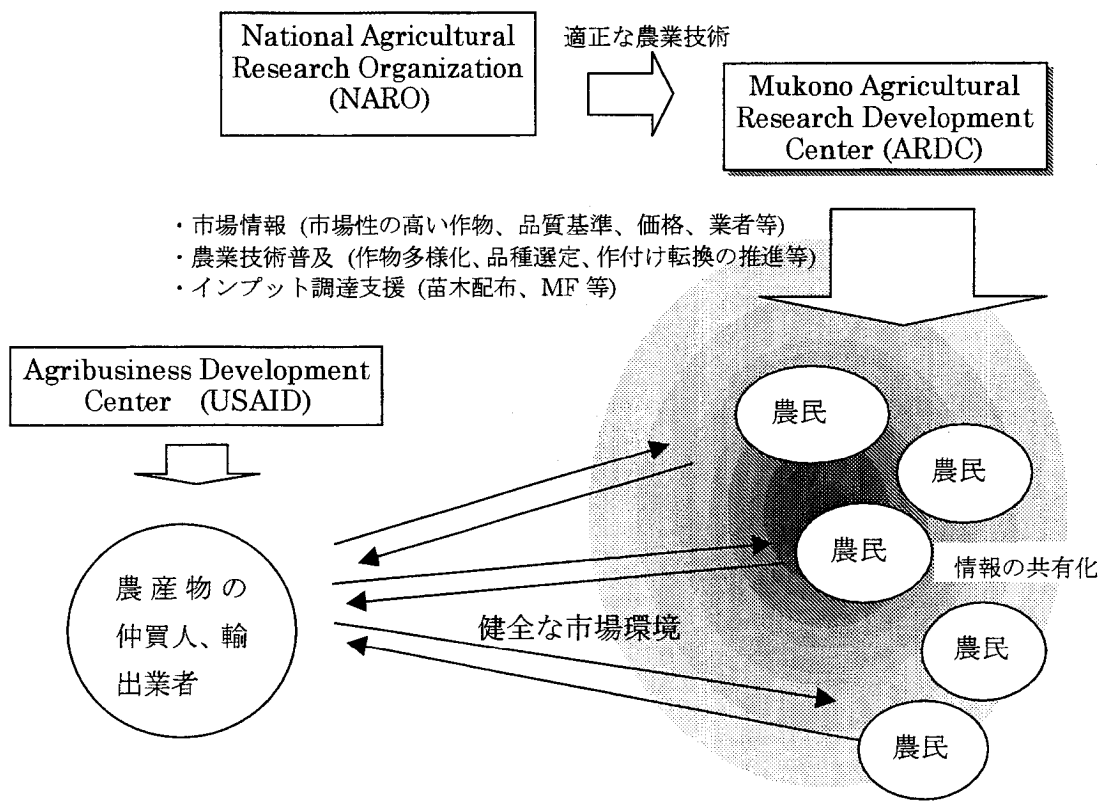 National Agricultural
Research Organization
(NARO)
適正な農業技術
Mukono Agricultural
Research Development
Center (ARDC)
・市場情報 (市場性の高い作物、品質基準、価格、業者等)
・農業技術普及 (作物多様化、品種選定、作付け転換の推進等)
・インプット調達支援 (苗木配布、MF 等)
Agribusiness Development
Center (USAID)
農民
農民
農民
情報の共有化
農産物の
仲買人、輸
出業者
健全な市場環境
農民
農民